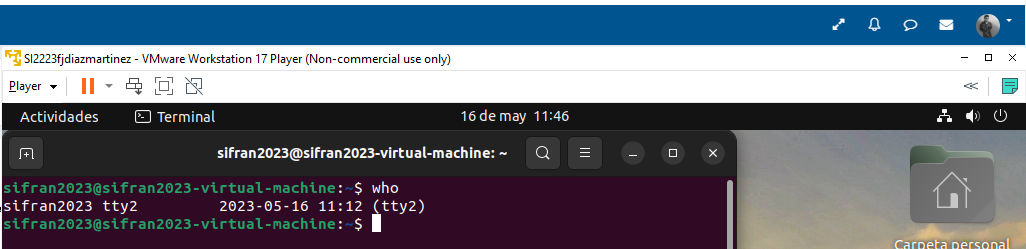 SI2223fjdiazmartinez - VMware Workstation 17 Player (Non-commercial use only)
Player
Actividades Terminal 16 de may 11:46
sifran2023@sifran2023-virtual-machine: ~
sifran2023@sifran2023-virtual-machine:~$ who
sifran2023 tty2         2023-05-16 11:12 (tty2)
sifran2023@sifran2023-virtual-machine:~$
Carpeta personal